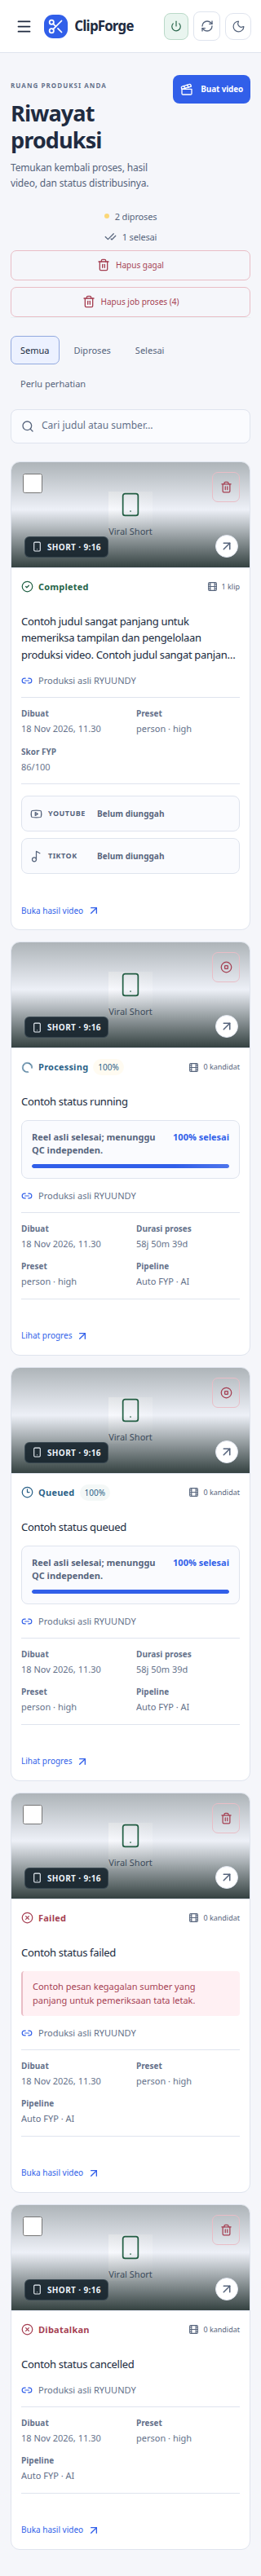 ClipForge
RUANG PRODUKSI ANDA
Riwayat
produksi
Buat video
Temukan kembali proses, hasil
video, dan status distribusinya.
2 diproses
1 selesai
Hapus gagal
Hapus job proses (4)
Semua
Diproses
Selesai
Perlu perhatian
Cari judul atau sumber...
Viral Short
SHORT · 9:16
Completed
1 klip
Contoh judul sangat panjang untuk
memeriksa tampilan dan pengelolaan
produksi video. Contoh judul sangat panjan...
Produksi asli RYUUNDY
Dibuat
Preset
18 Nov 2026, 11.30
person · high
Skor FYP
86/100
YOUTUBE
Belum diunggah
TIKTOK
Belum diunggah
Buka hasil video
Viral Short
SHORT · 9:16
Processing
100%
0 kandidat
Contoh status running
Reel asli selesai; menunggu
QC independen.
100% selesai
Produksi asli RYUUNDY
Dibuat
Durasi proses
18 Nov 2026, 11.30
58j 50m 39d
Preset
Pipeline
person · high
Auto FYP · AI
Lihat progres
Viral Short
SHORT · 9:16
Queued
100%
0 kandidat
Contoh status queued
Reel asli selesai; menunggu
QC independen.
100% selesai
Produksi asli RYUUNDY
Dibuat
Durasi proses
18 Nov 2026, 11.30
58j 50m 39d
Preset
Pipeline
person · high
Auto FYP · AI
Lihat progres
Viral Short
SHORT · 9:16
Failed
0 kandidat
Contoh status failed
Contoh pesan kegagalan sumber yang
panjang untuk pemeriksaan tata letak.
Produksi asli RYUUNDY
Dibuat
Preset
18 Nov 2026, 11.30
person · high
Pipeline
Auto FYP · AI
Buka hasil video
Viral Short
SHORT · 9:16
Dibatalkan
0 kandidat
Contoh status cancelled
Produksi asli RYUUNDY
Dibuat
Preset
18 Nov 2026, 11.30
person · high
Pipeline
Auto FYP · AI
Buka hasil video